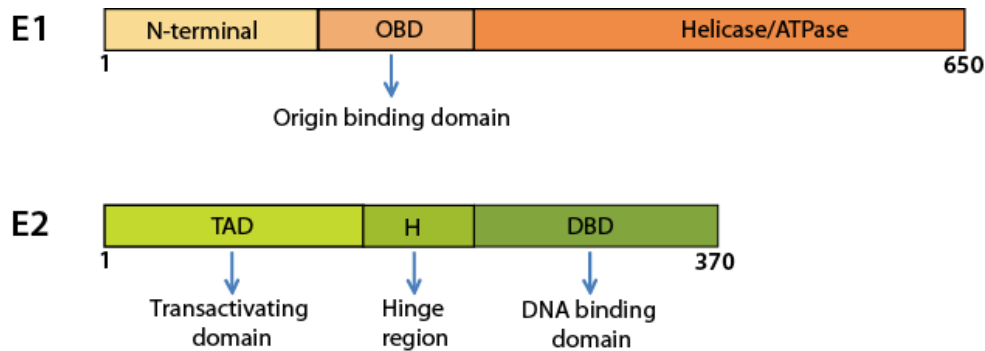 E1 N-terminal OBD Helicase/ATPase
1 650
Origin binding domain
E2 TAD H DBD
1 370
Transactivating Hinge DNA binding
domain region domain